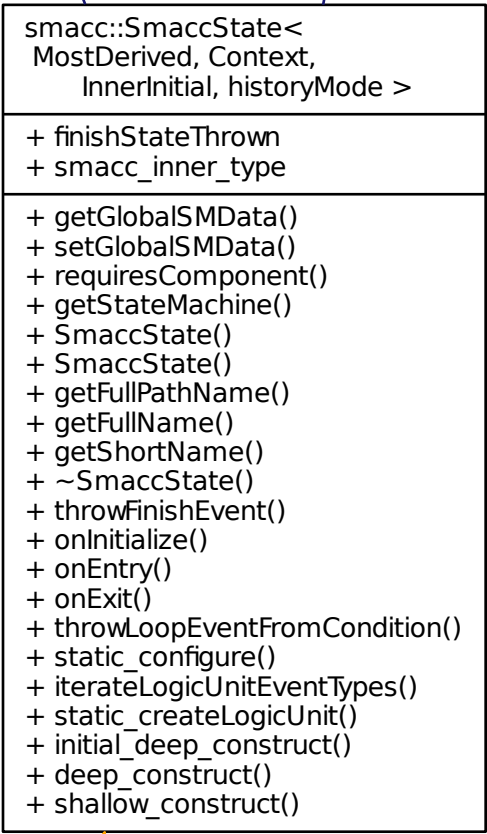 smacc::SmaccState<
MostDerived, Context,
InnerInitial, historyMode >
+ finishStateThrown
+ smacc_inner_type
+ getGlobalSMData()
+ setGlobalSMData()
+ requiresComponent()
+ getStateMachine()
+ SmaccState()
+ SmaccState()
+ getFullPathName()
+ getFullName()
+ getShortName()
+ ~SmaccState()
+ throwFinishEvent()
+ onInitialize()
+ onEntry()
+ onExit()
+ throwLoopEventFromCondition()
+ static_configure()
+ iterateLogicUnitEventTypes()
+ static_createLogicUnit()
+ initial_deep_construct()
+ deep_construct()
+ shallow_construct()